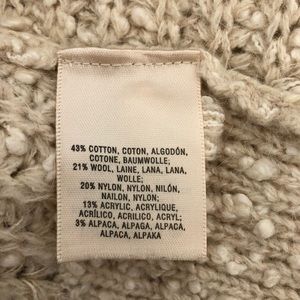 43% COTTON, COTON, ALGODÓN,
COTONE, BAUMWOLLE;
21% WOOL, LAINE, LANA, LANA,
WOLLE;
20% NYLON, NYLON, NILÓN,
NAILON, NYLON;
13% ACRYLIC, ACRYLIQUE,
ACRÍLICO, ACRILICO, ACRYL;
3% ALPACA, ALPAGA, ALPACA,
ALPACA, ALPAKA